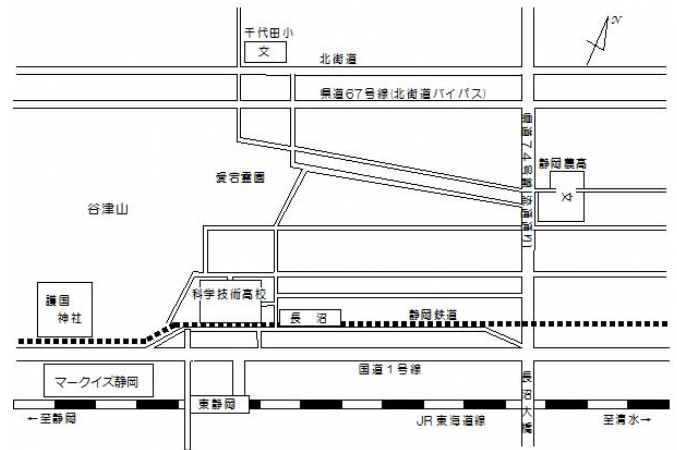 千代田小
文
N
北街道
県道67号線(北街道バイパス)
県道74号線(流通通り)
静岡農高
文
愛宕霊園
谷津山
科学技術高校
護国
神社
長 沼
静岡鉄道
国道1号線
マークイズ静岡
長沼大橋
東静岡
←至静岡
JR東海道線
至清水→